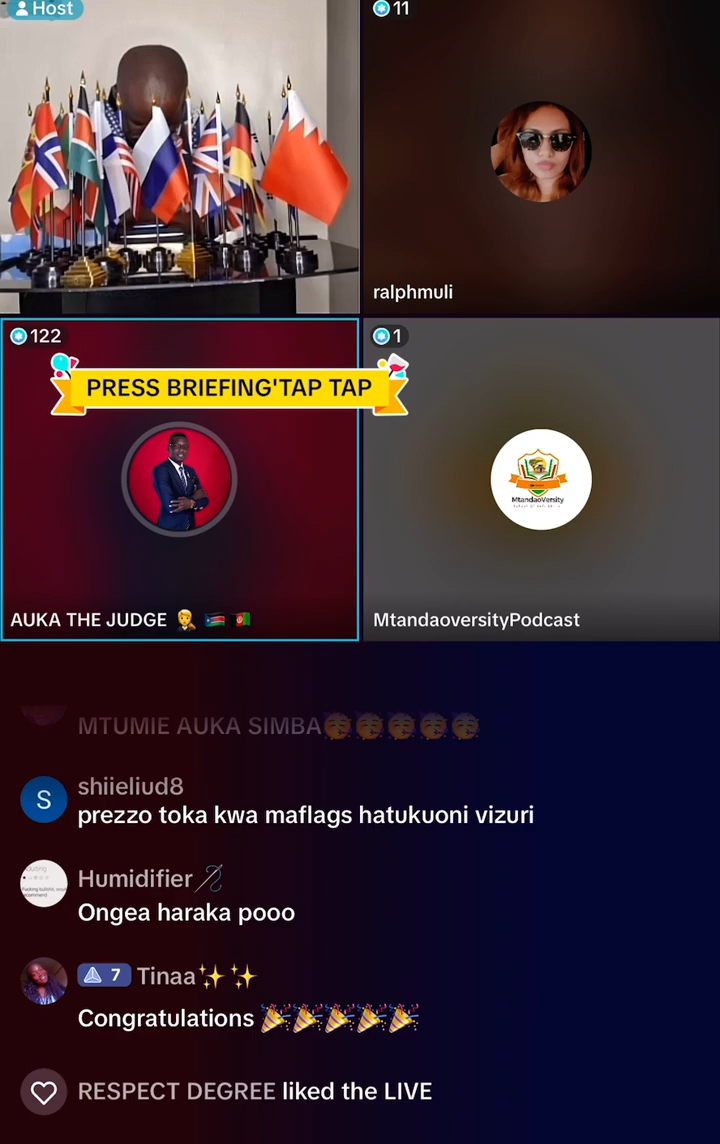 Host
11
ralphmuli
122
1
PRESS BRIEFING'TAP TAP
MtandaoVersity
AUKA THE JUDGE 🧑‍⚖️ 🇸🇸 🇦🇫
MtandaoversityPodcast
MTUMIE AUKA SIMBA🥳🥳🥳🥳🥳
S
shiieliud8
prezzo toka kwa maflags hatukuoni vizuri
Humidifier🪡
Ongea haraka pooo
7 Tinaa✨✨
Congratulations 🎉🎉🎉🎉🎉
RESPECT DEGREE liked the LIVE